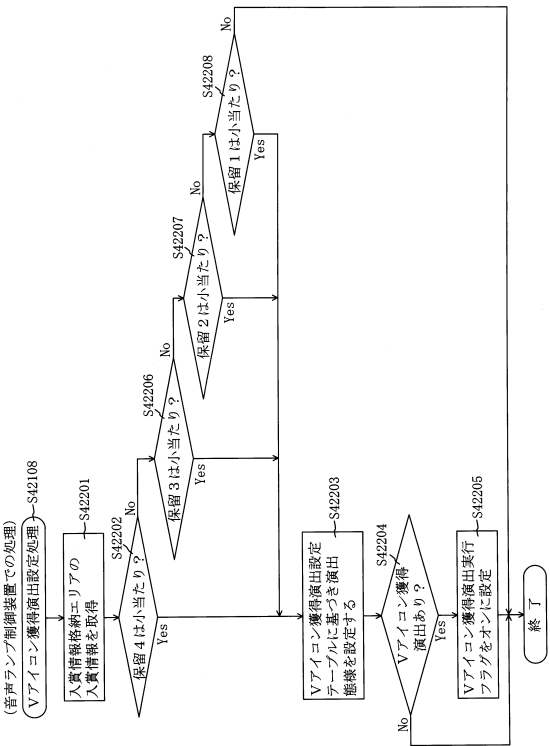 (音声ランプ制御装置での処理)
Vアイコン獲得演出設定処理
S42108
入賞情報格納エリアの
入賞情報を取得
S42201
保留4は小当たり?
S42202
No
Yes
保留3は小当たり?
S42206
No
Yes
保留2は小当たり?
S42207
No
Yes
保留1は小当たり?
S42208
No
Yes
Vアイコン獲得演出設定
テーブルに基づき演出
態様を設定する
S42203
Vアイコン獲得
演出あり?
S42204
No
Yes
Vアイコン獲得演出実行
フラグをオンに設定
S42205
終了